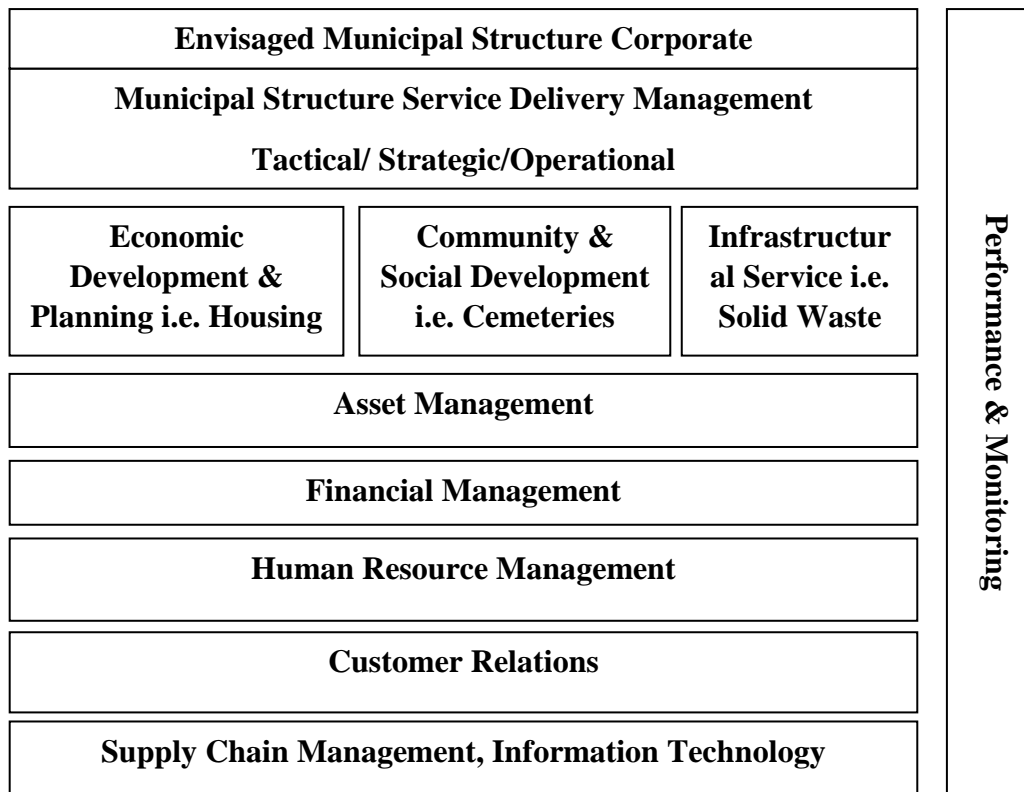 Envisaged Municipal Structure Corporate
Municipal Structure Service Delivery Management
Tactical/ Strategic/Operational
Economic
Development &
Planning i.e. Housing
Community &
Social Development
i.e. Cemeteries
Infrastructur
al Service i.e.
Solid Waste
Asset Management
Financial Management
Human Resource Management
Customer Relations
Supply Chain Management, Information Technology
Performance & Monitoring